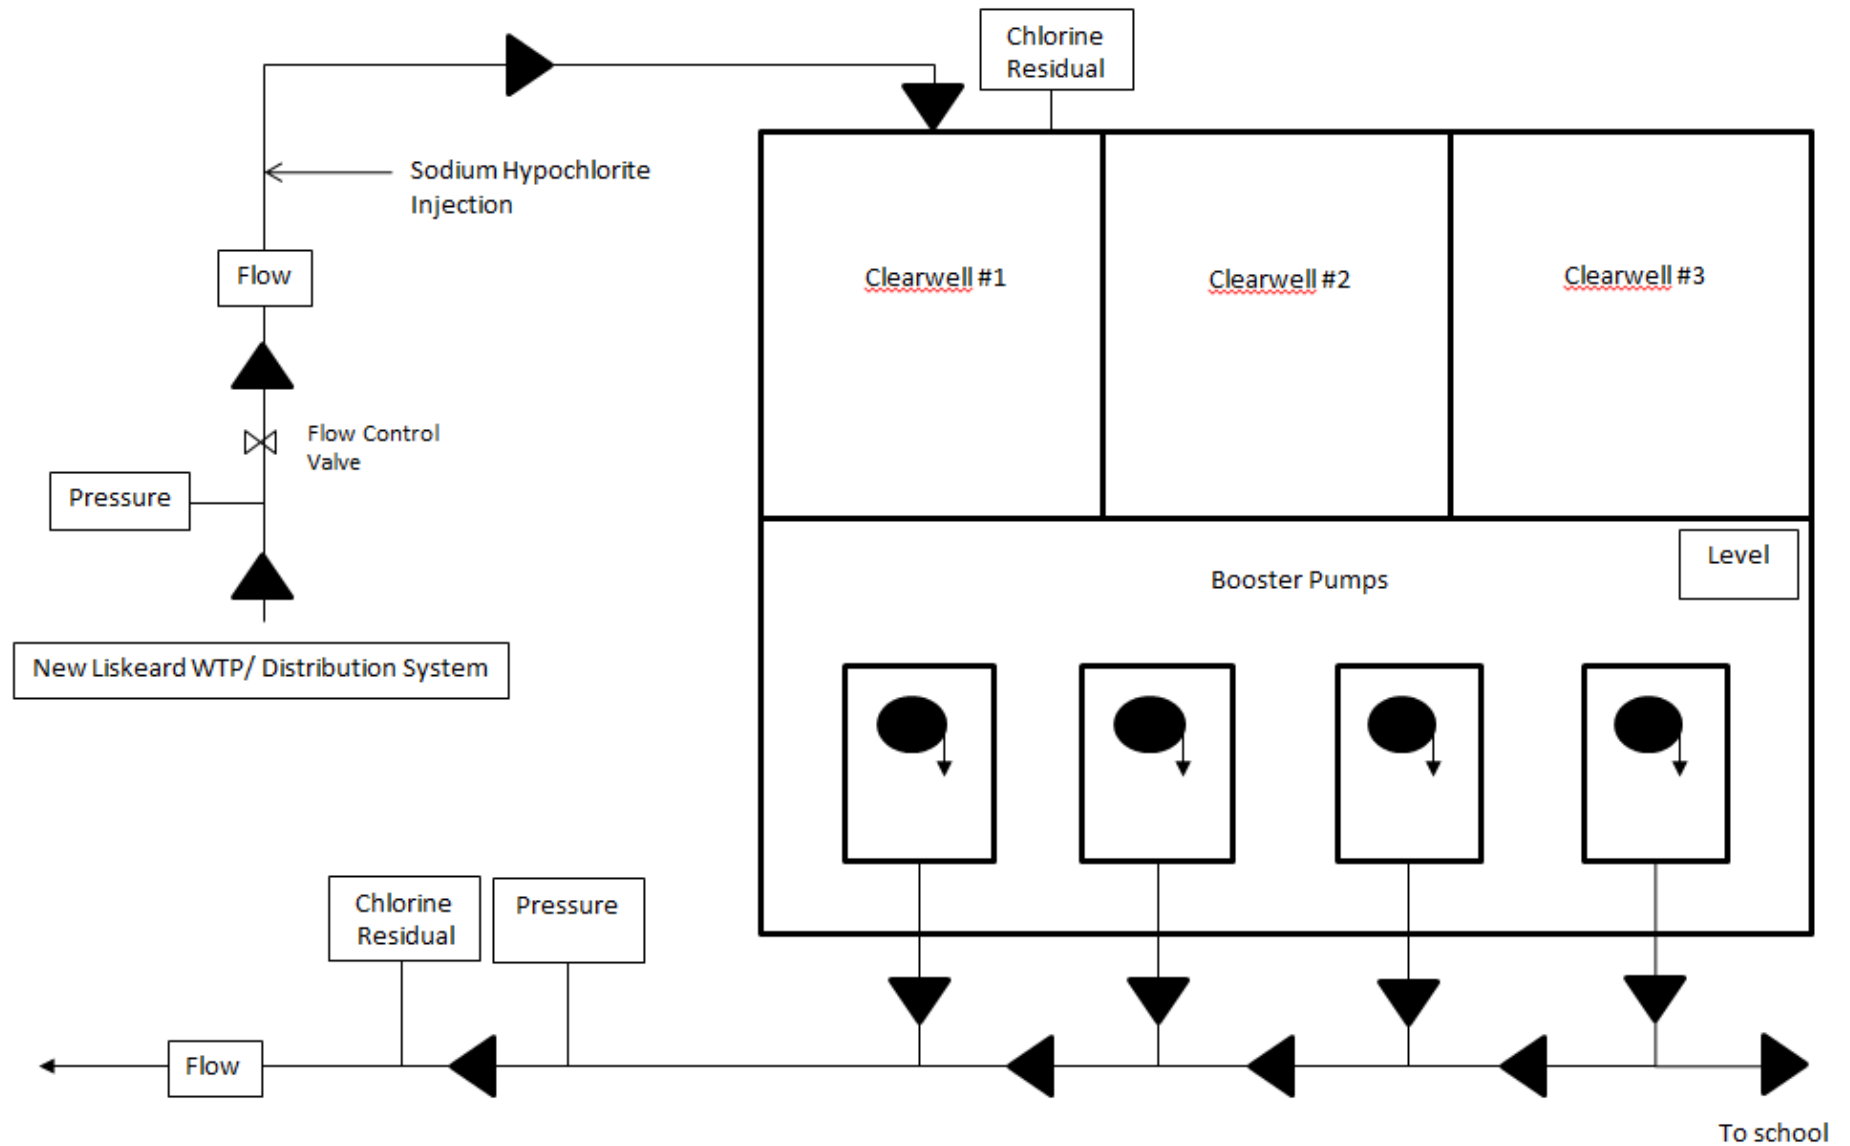 Chlorine
Residual
Sodium Hypochlorite
Injection
Flow
Clearwell #1
Clearwell #2
Clearwell #3
Flow Control
Valve
Pressure
Level
Booster Pumps
New Liskeard WTP/ Distribution System
Chlorine
Residual
Pressure
Flow
To school